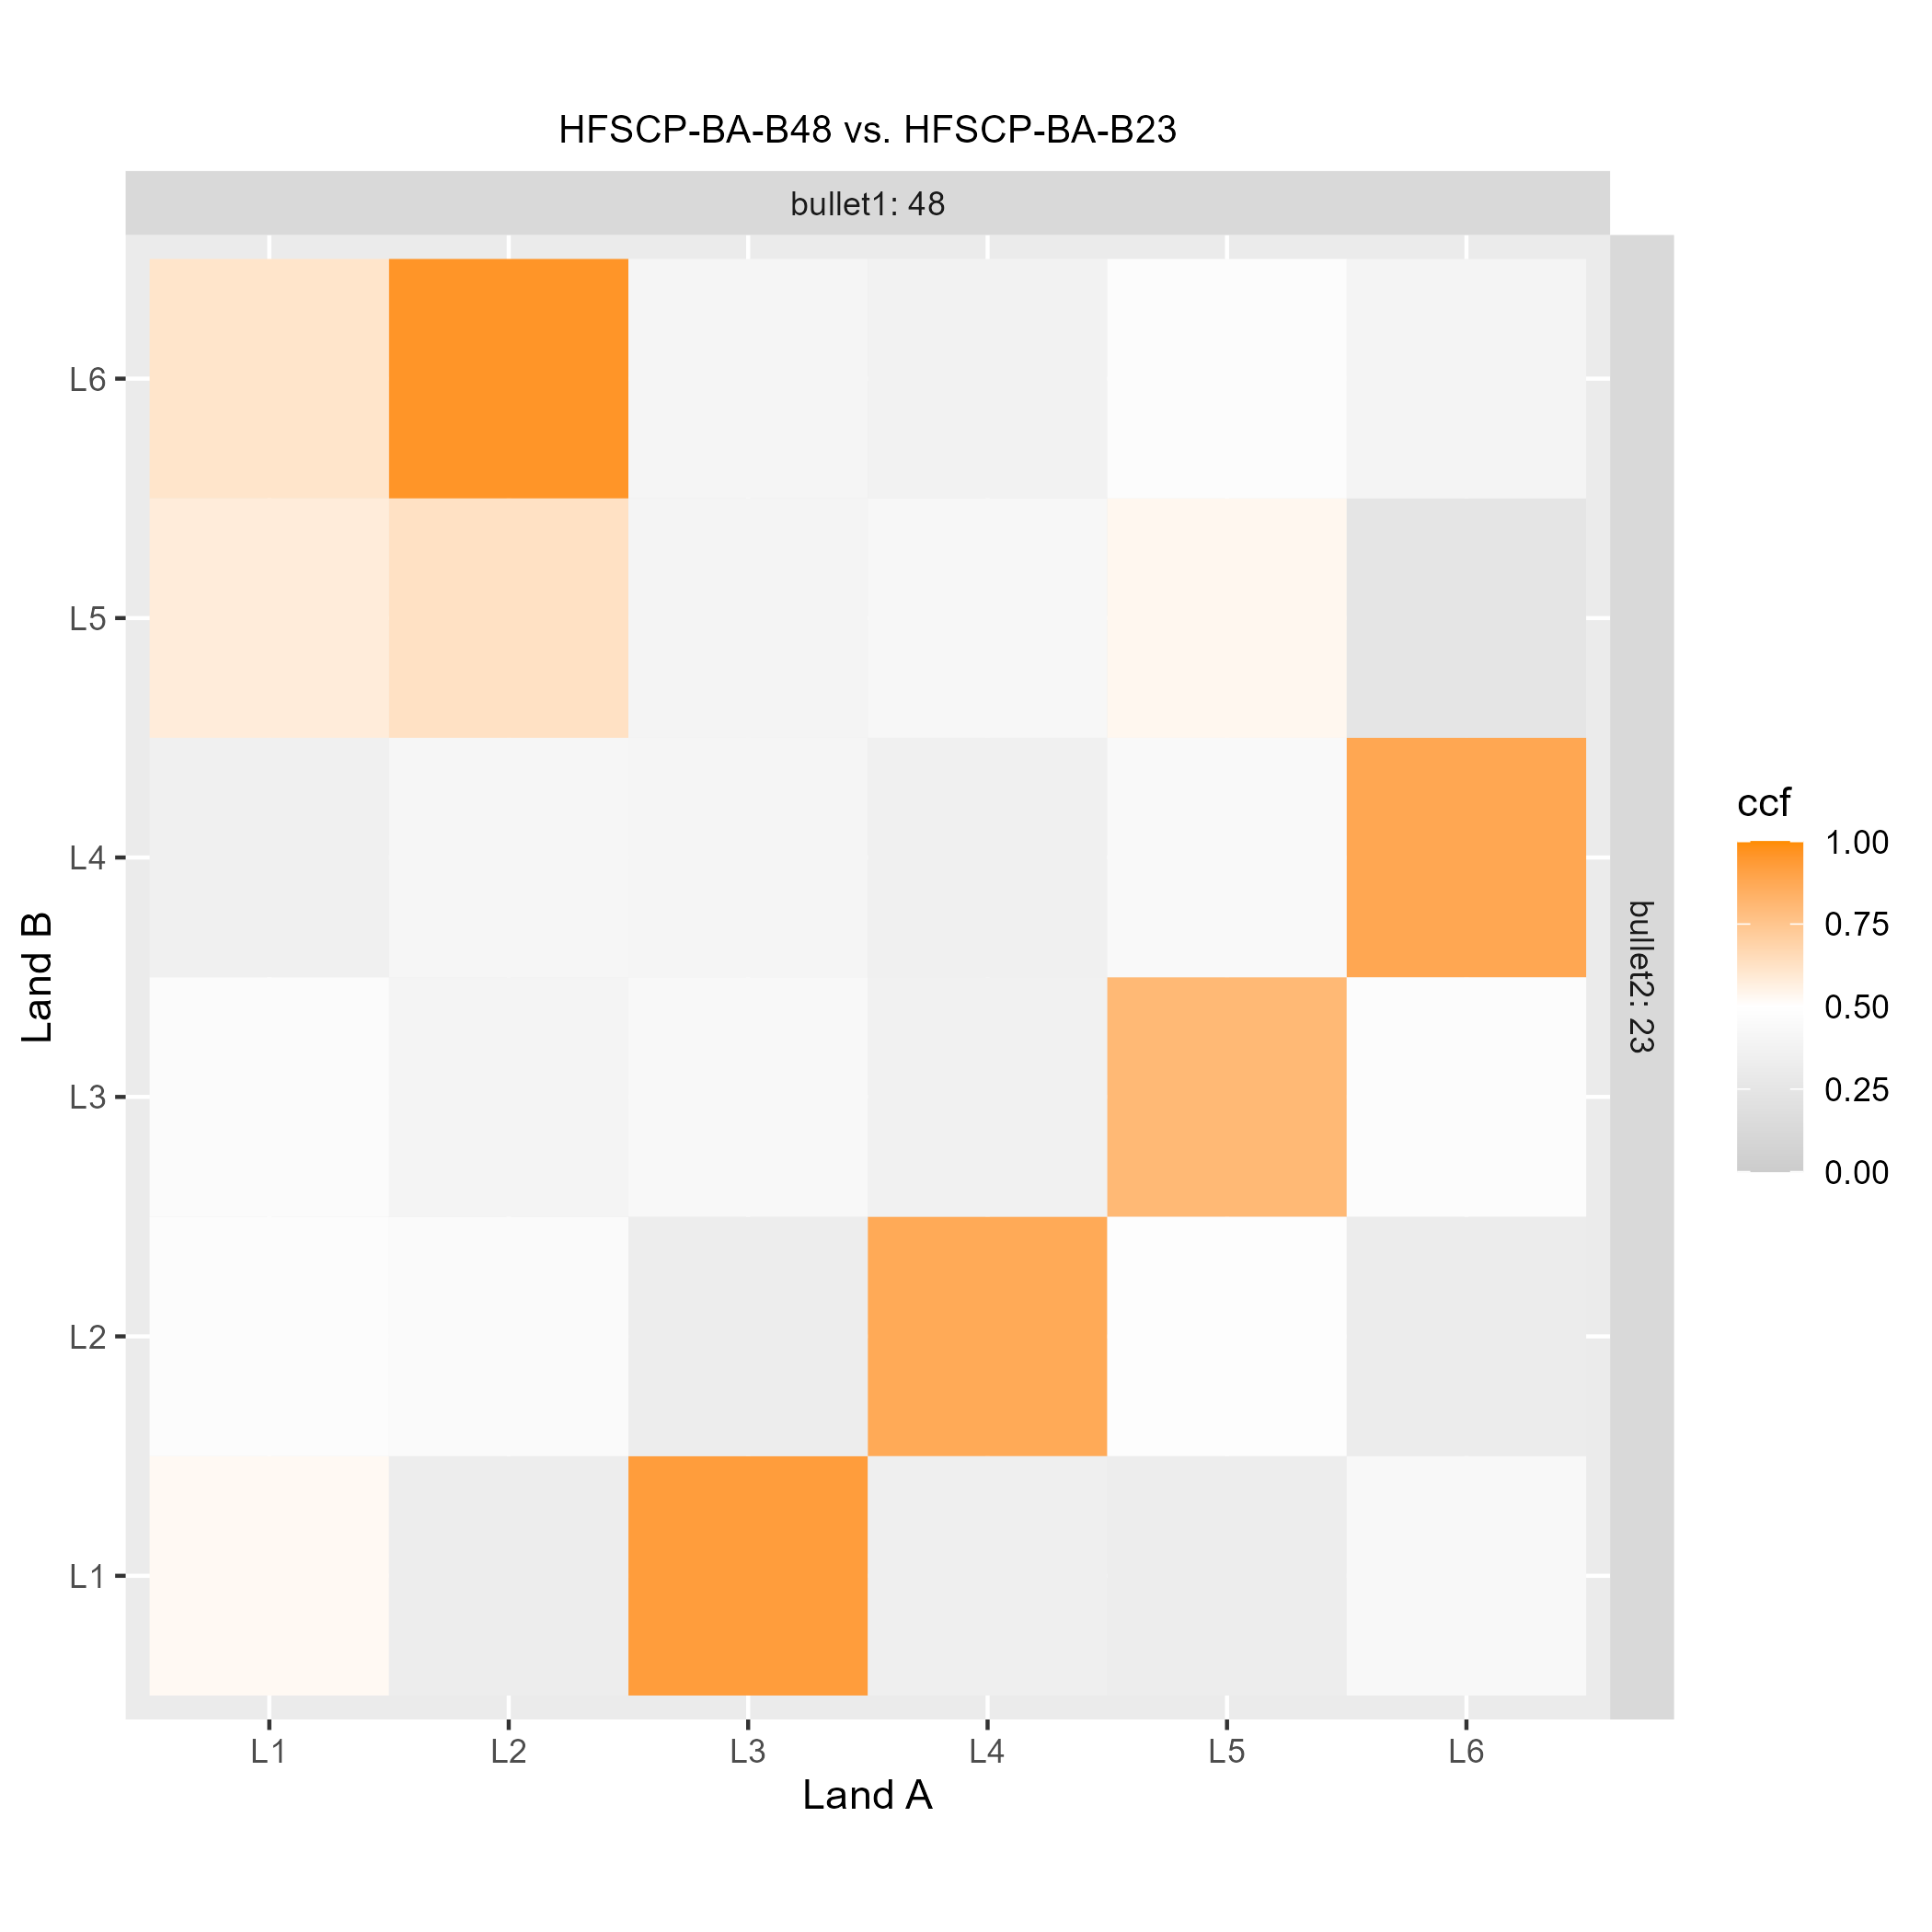 HFSCP-BA-B48 vs. HFSCP-BA-B23
bullet1: 48
L6
L5
L4
L3
L2
L1
Land B
bullet2: 23
ccf
1.00
0.75
0.50
0.25
0.00
L1 L2 L3 L4 L5 L6
Land A